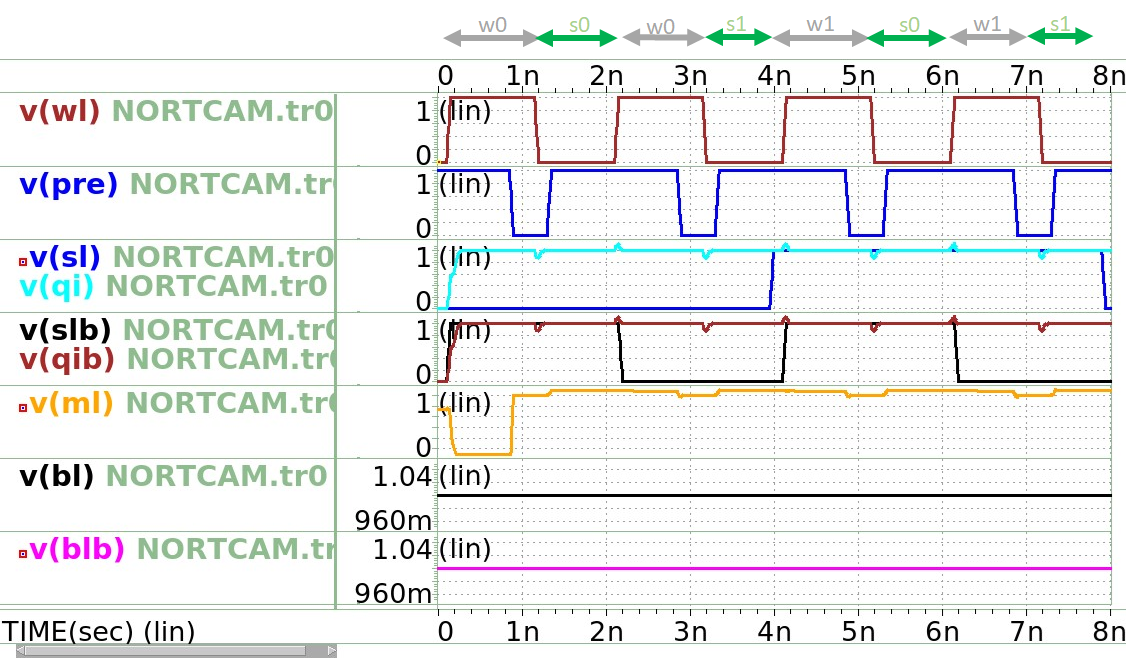 w0 s0 w0 s1 w1 s0 w1 s1
0 1n 2n 3n 4n 5n 6n 7n 8n
v(wl) NORTCAM.tr0 1 (lin)
0
v(pre) NORTCAM.tr 1 (lin)
0
v(sl) NORTCAM.tr0 1 (lin)
v(qi) NORTCAM.tr0 0
v(slb) NORTCAM.tr0 1 (lin)
v(qib) NORTCAM.tr0 0
v(ml) NORTCAM.tr0 1 (lin)
0
v(bl) NORTCAM.tr0 1.04 (lin)
960m
v(blb) NORTCAM.tr 1.04 (lin)
960m
TIME(sec) (lin) 0 1n 2n 3n 4n 5n 6n 7n 8n